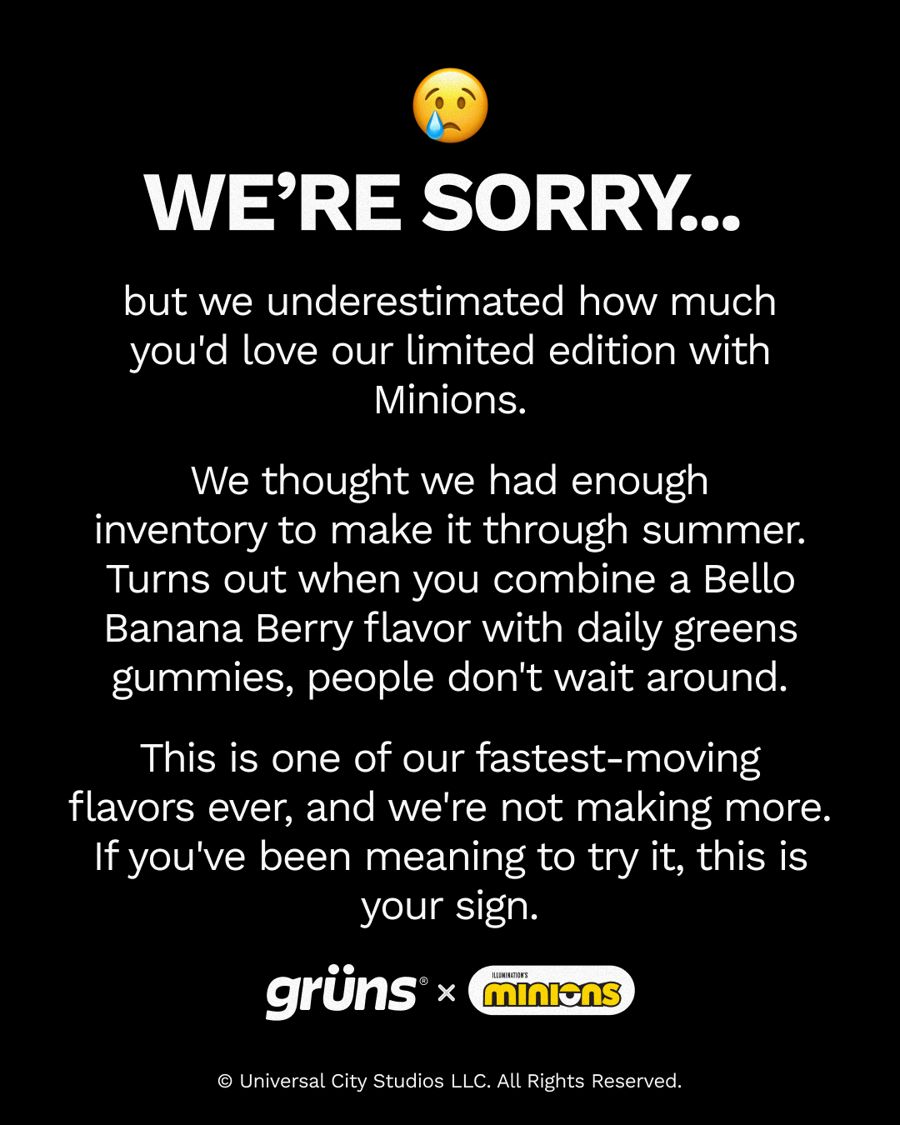 😢
WE’RE SORRY...
but we underestimated how much
you'd love our limited edition with
Minions.
We thought we had enough
inventory to make it through summer.
Turns out when you combine a Bello
Banana Berry flavor with daily greens
gummies, people don't wait around.
This is one of our fastest-moving
flavors ever, and we're not making more.
If you've been meaning to try it, this is
your sign.
grüns® x ILLUMINATION'S minions
© Universal City Studios LLC. All Rights Reserved.